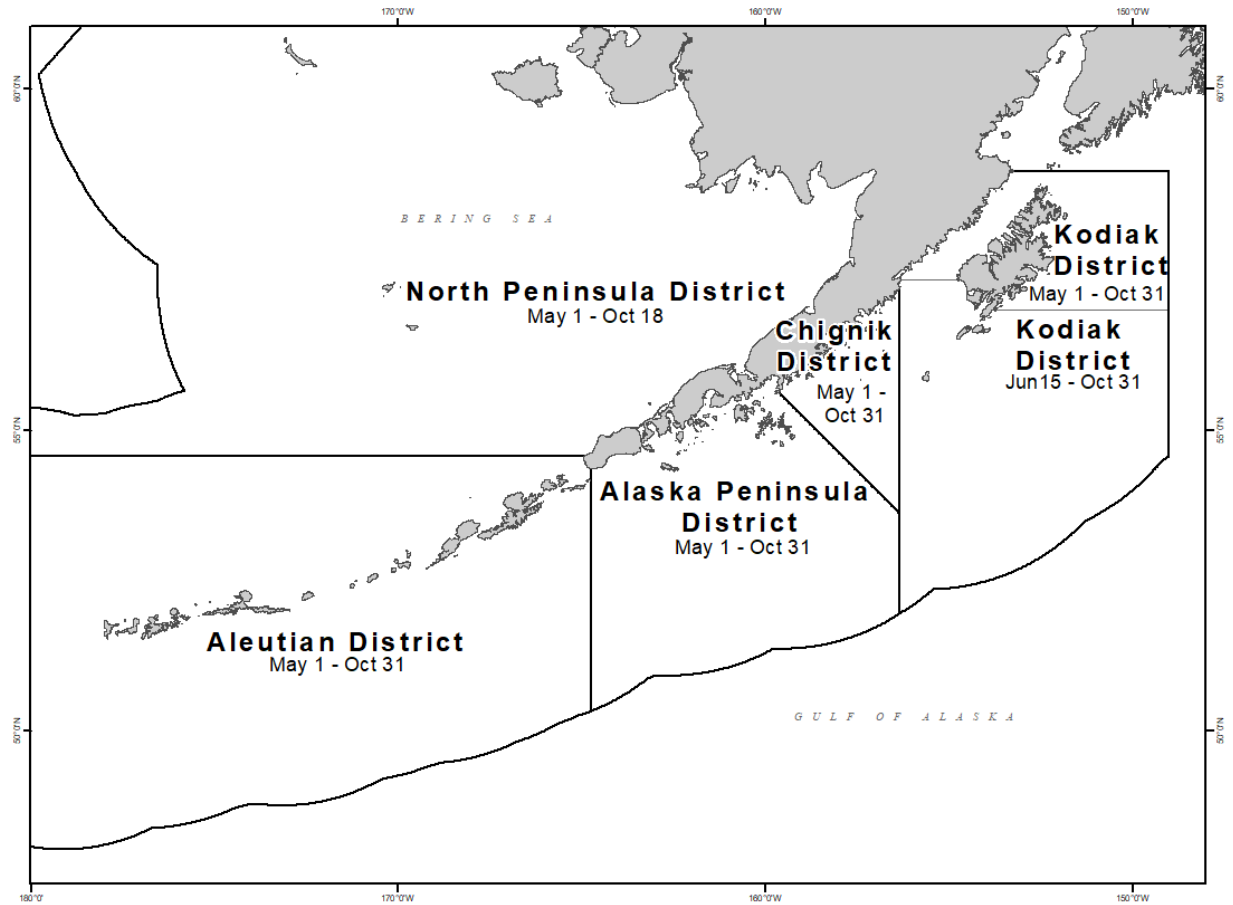 170°0'W
160°0'W
150°0'W
60°0'N
60°0'N
BERING SEA
Kodiak
District
May 1 - Oct 31
North Peninsula District
May 1 - Oct 18
Chignik
District
May 1 -
Oct 31
Kodiak
District
Jun15 - Oct 31
55°0'N
55°0'N
Alaska Peninsula
District
May 1 - Oct 31
Aleutian District
May 1 - Oct 31
GULF OF ALASKA
50°0'N
50°0'N
180°0'
170°0'W
160°0'W
150°0'W